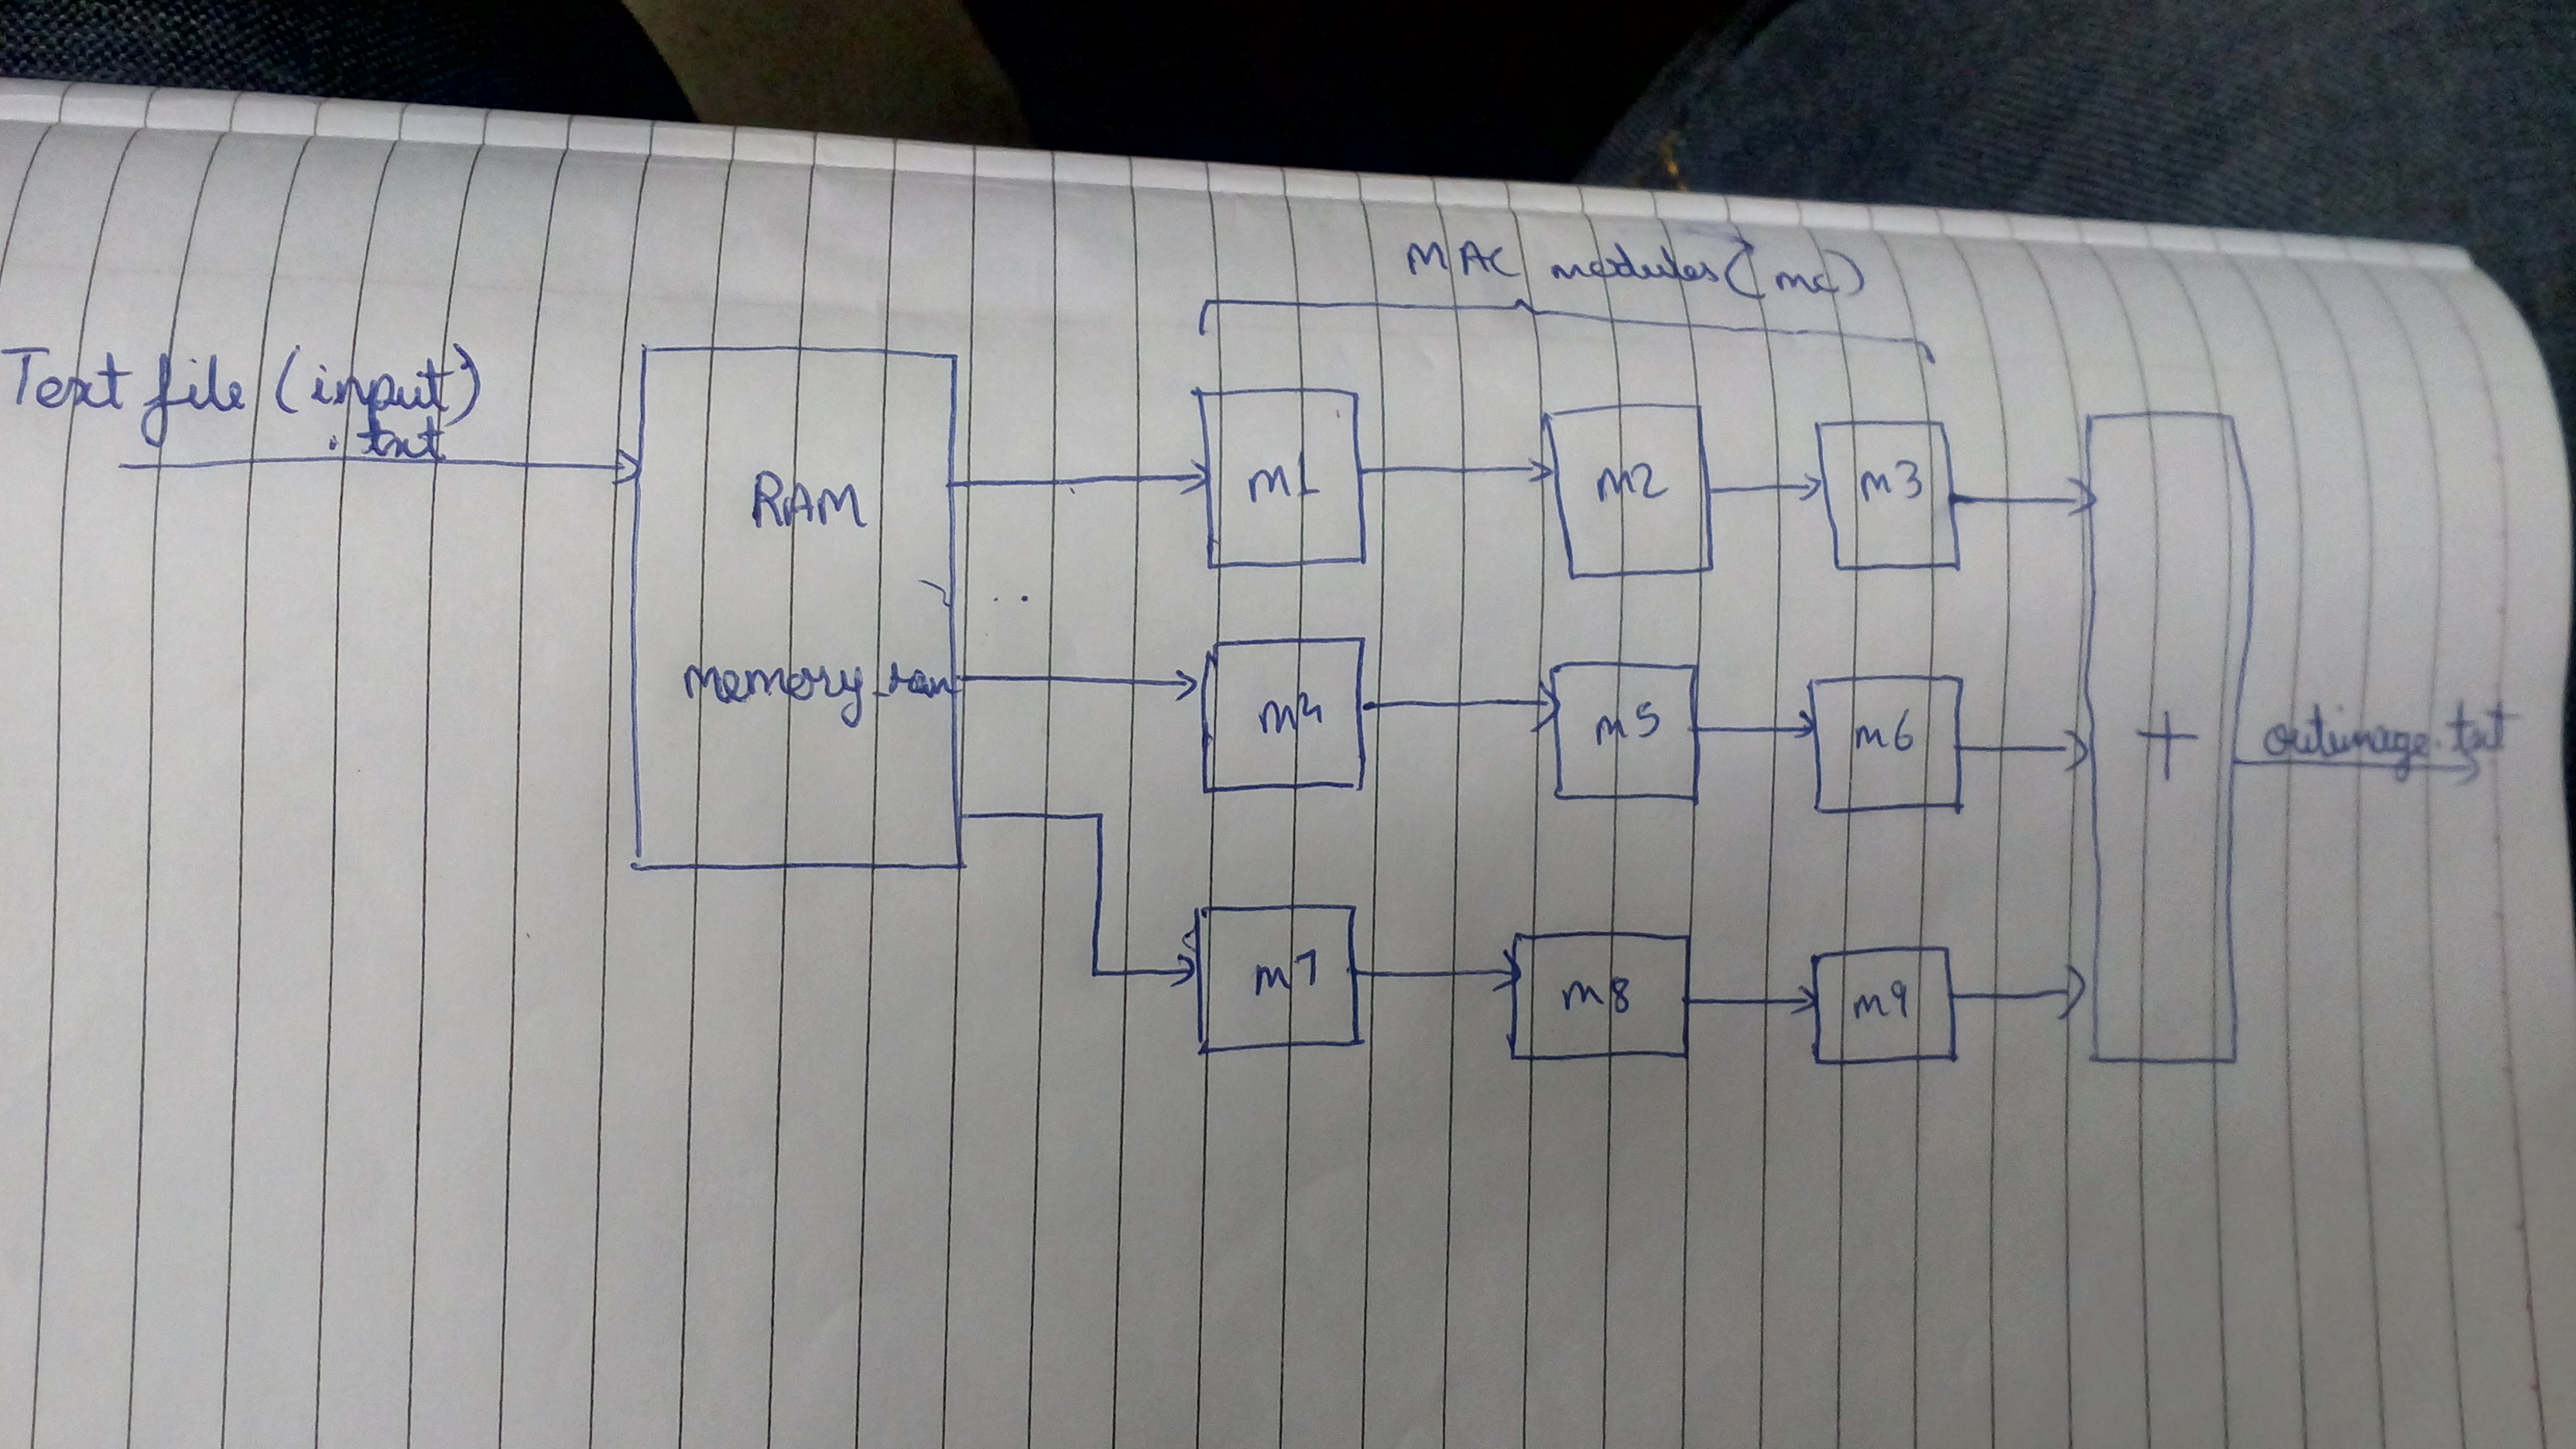 MAC modules (mc)
Text file (input)
.txt
RAM
memory_ram
m1
m2
m3
m4
m5
m6
m7
m8
m9
+
outimage.txt